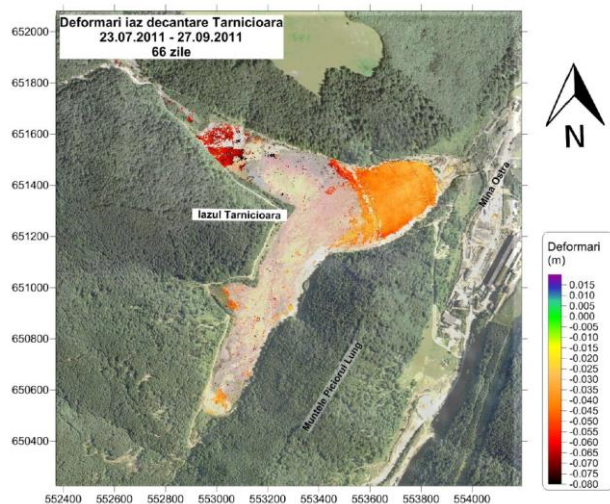 Deformari iaz decantare Tarnicioara
23.07.2011 - 27.09.2011
66 zile
652000
651800
651600
651400
651200
651000
650800
650600
650400
Iazul Tarnicioara
Mina Ostra
Muntele Piciorul Lung
N
Deformari
(m)
0.015
0.010
0.005
0.000
-0.005
-0.010
-0.015
-0.020
-0.025
-0.030
-0.035
-0.040
-0.045
-0.050
-0.055
-0.060
-0.065
-0.070
-0.075
-0.080
552400 552600 552800 553000 553200 553400 553600 553800 554000